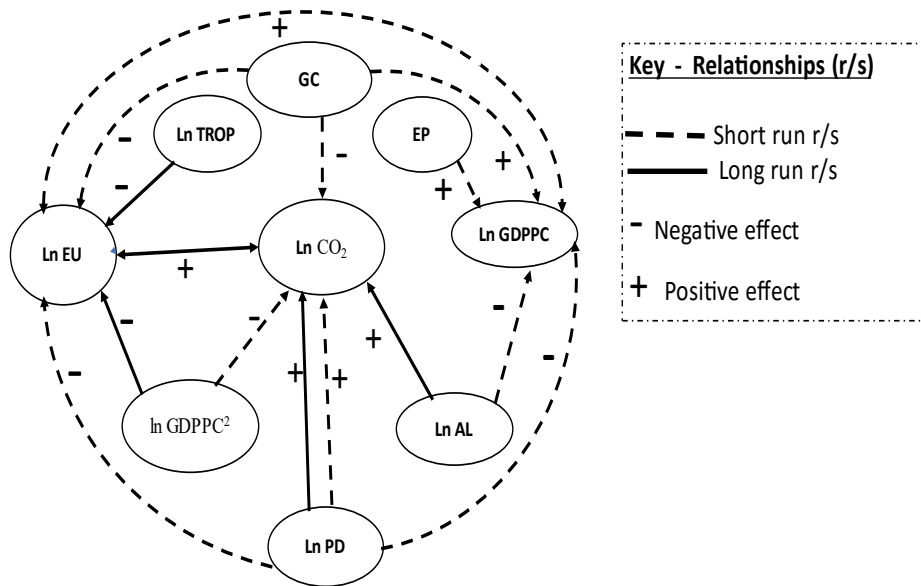 +
GC
Key - Relationships (r/s)
Ln TROP
EP
Short run r/s
-
-
+
Long run r/s
-
+
Ln EU
Ln CO₂
Ln GDPPC
- Negative effect
+
+ Positive effect
-
-
-
+
-
-
+
+
ln GDPPC²
Ln AL
Ln PD